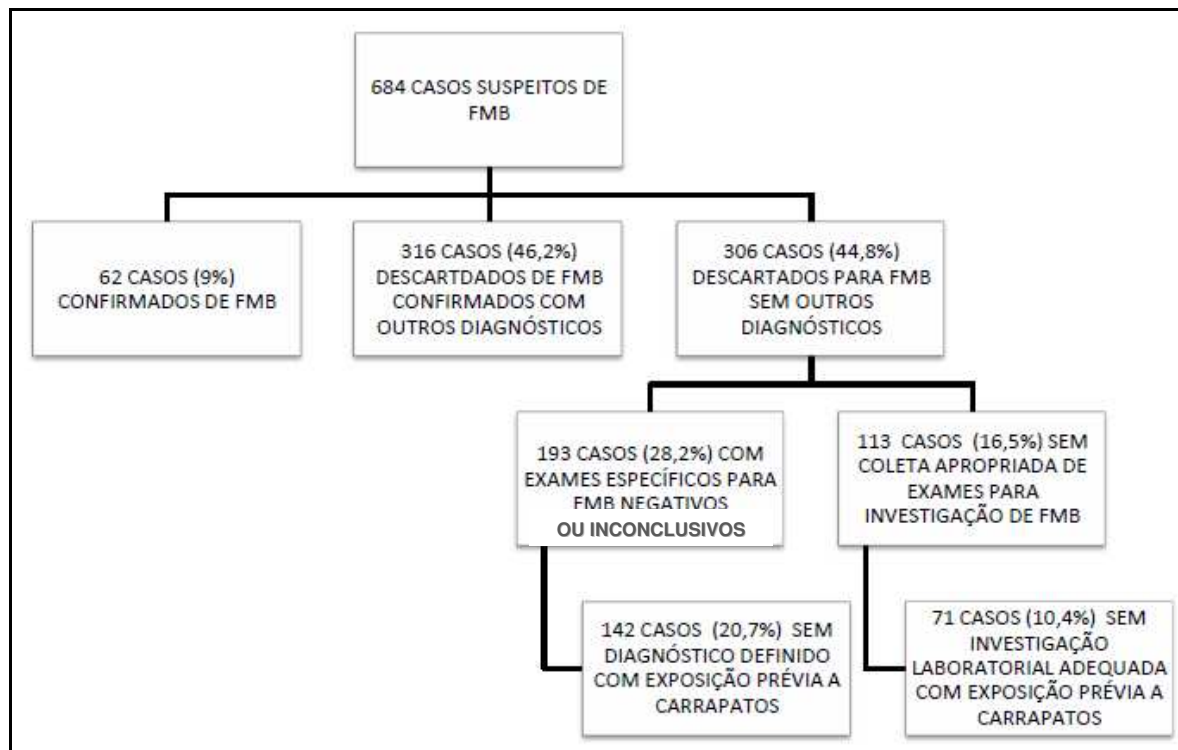 684 CASOS SUSPEITOS DE
FMB
62 CASOS (9%)
CONFIRMADOS DE FMB
316 CASOS (46,2%)
DESCARTDADOS DE FMB
CONFIRMADOS COM
OUTROS DIAGNÓSTICOS
306 CASOS (44,8%)
DESCARTADOS PARA FMB
SEM OUTROS
DIAGNÓSTICOS
193 CASOS (28,2%) COM
EXAMES ESPECÍFICOS PARA
FMB NEGATIVOS
OU INCONCLUSIVOS
113 CASOS (16,5%) SEM
COLETA APROPRIADA DE
EXAMES PARA
INVESTIGAÇÃO DE FMB
142 CASOS (20,7%) SEM
DIAGNÓSTICO DEFINIDO
COM EXPOSIÇÃO PRÉVIA A
CARRAPATOS
71 CASOS (10,4%) SEM
INVESTIGAÇÃO
LABORATORIAL ADEQUADA
COM EXPOSIÇÃO PRÉVIA A
CARRAPATOS